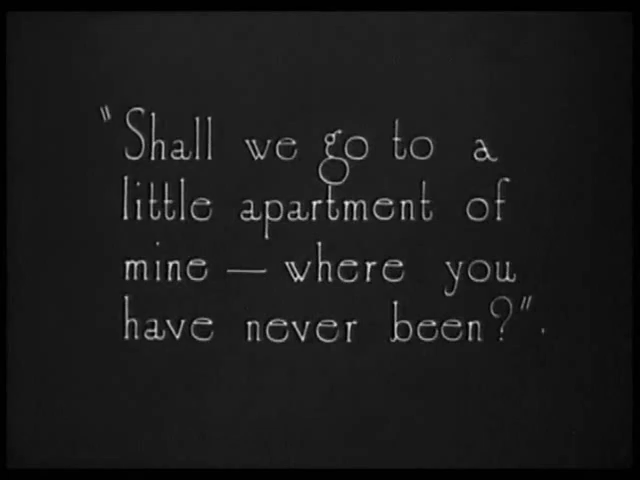 "Shall we go to a
little apartment of
mine — where you
have never been?".